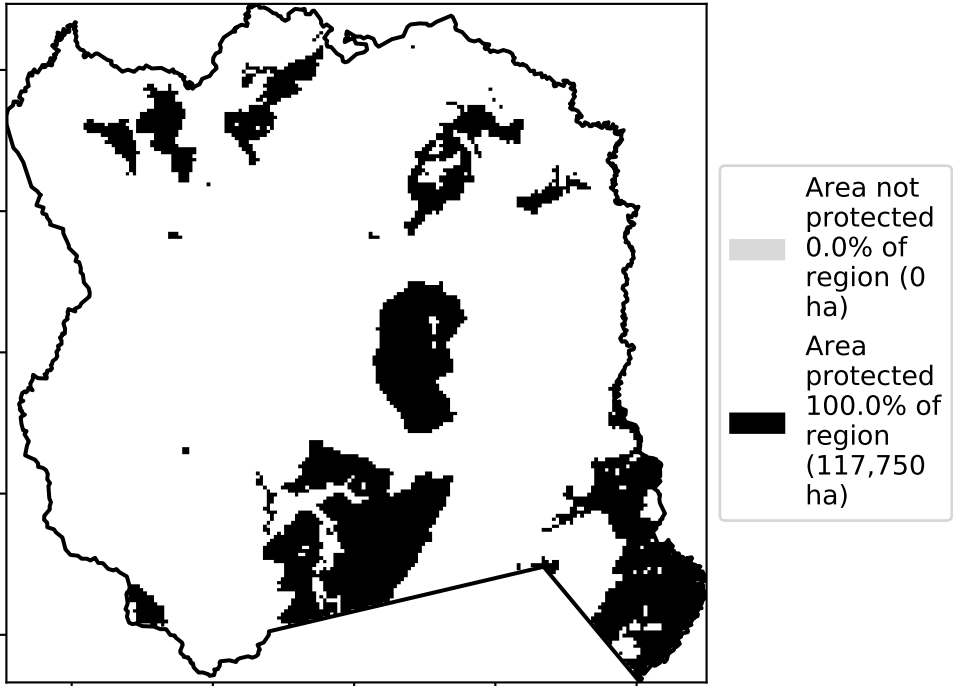 Area not
protected
0.0% of
region (0
ha)
Area
protected
100.0% of
region
(117,750
ha)